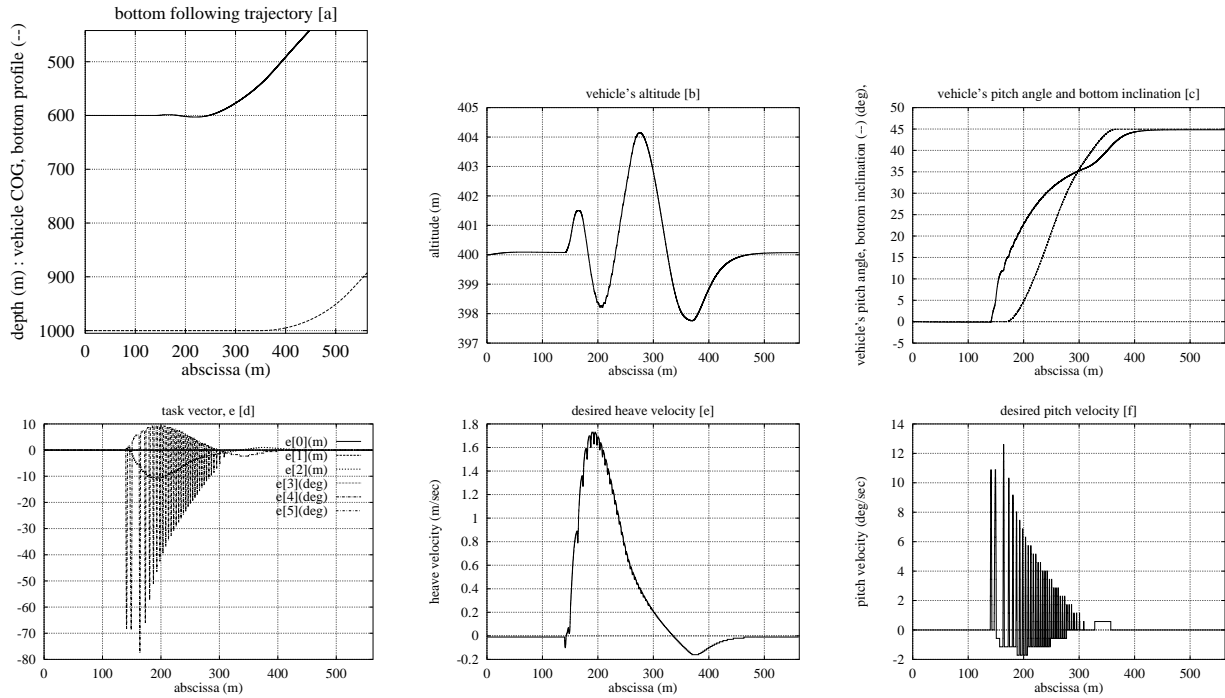 bottom following trajectory [a]
depth (m) : vehicle COG, bottom profile (--)
500
600
700
800
900
1000
0 100 200 300 400 500
abscissa (m)
vehicle's altitude [b]
altitude (m)
405
404
403
402
401
400
399
398
397
0 100 200 300 400 500
abscissa (m)
vehicle's pitch angle and bottom inclination [c]
vehicle's pitch angle, bottom inclination (--) (deg),
50
45
40
35
30
25
20
15
10
5
0
-5
0 100 200 300 400 500
abscissa (m)
task vector, e [d]
10
0
-10
-20
-30
-40
-50
-60
-70
-80
e[0](m)
e[1](m)
e[2](m)
e[3](deg)
e[4](deg)
e[5](deg)
0 100 200 300 400 500
abscissa (m)
desired heave velocity [e]
heave velocity (m/sec)
1.8
1.6
1.4
1.2
1
0.8
0.6
0.4
0.2
0
-0.2
0 100 200 300 400 500
abscissa (m)
desired pitch velocity [f]
pitch velocity (deg/sec)
14
12
10
8
6
4
2
0
-2
0 100 200 300 400 500
abscissa (m)